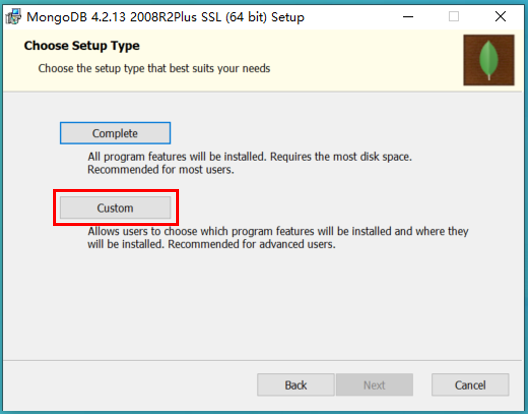 MongoDB 4.2.13 2008R2Plus SSL (64 bit) Setup
Choose Setup Type
Choose the setup type that best suits your needs
Complete
All program features will be installed. Requires the most disk space.
Recommended for most users.
Custom
Allows users to choose which program features will be installed and where they
will be installed. Recommended for advanced users.
Back
Next
Cancel